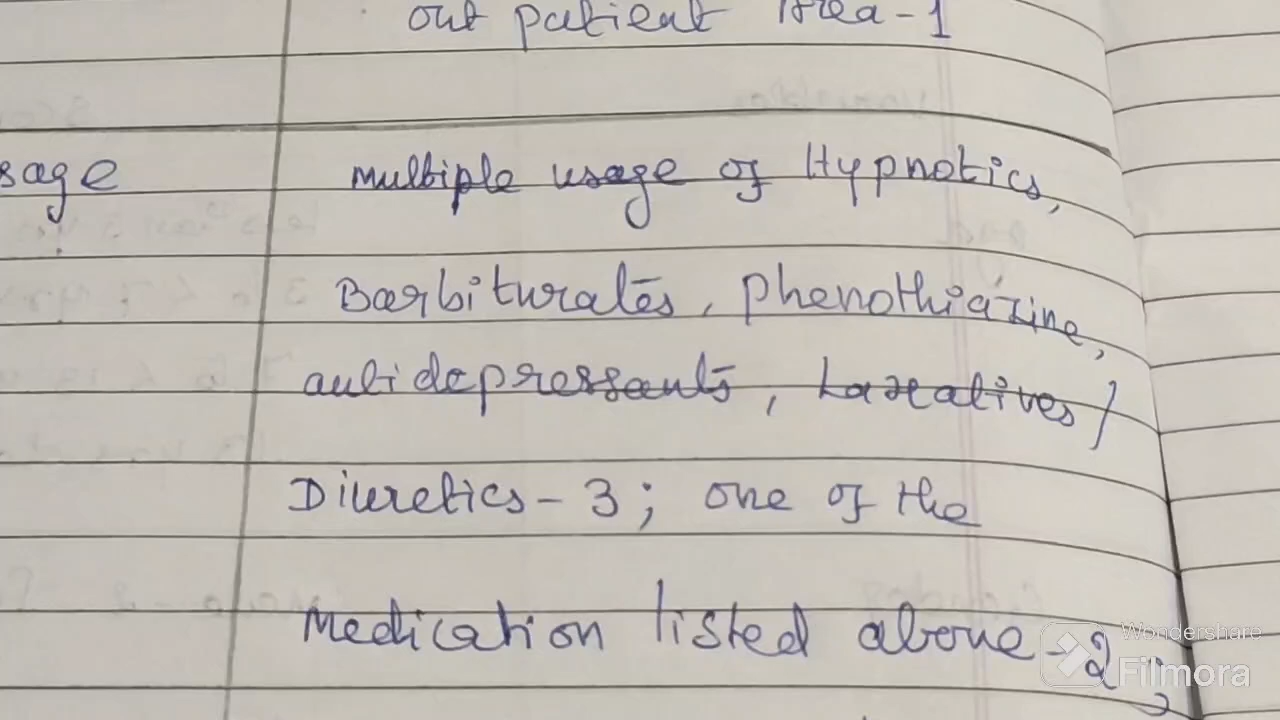 out patient Area - 1
sage
multiple usage of Hypnotics,
Barbiturates, Phenothiazine,
antidepressants, Laxatives /
Diuretics - 3 ; one of the
Medication listed above - 2 ;
Wondershare
Filmora